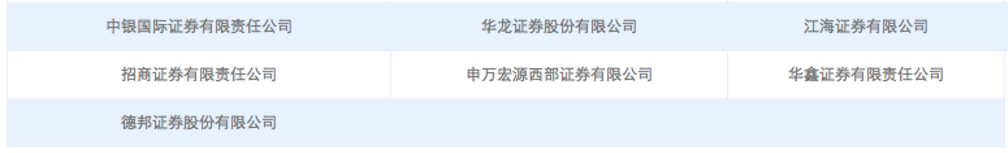 中银国际证券有限责任公司 华龙证券股份有限公司 江海证券有限公司
招商证券有限责任公司 申万宏源西部证券有限公司 华鑫证券有限责任公司
德邦证券股份有限公司